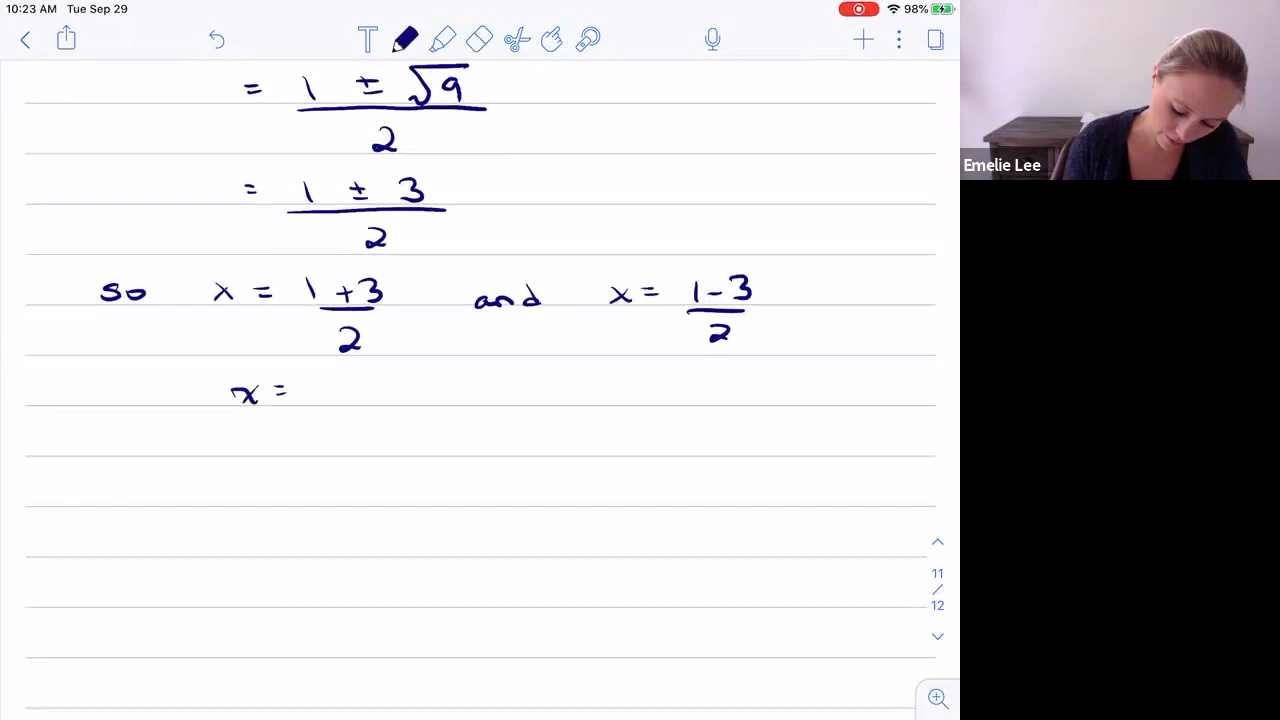 10:23 AM Tue Sep 29
98%
= 1 ± √9
2
= 1 ± 3
2
so x = 1 + 3 and x = 1 - 3
2 2
x =
Emelie Lee
11
/
12